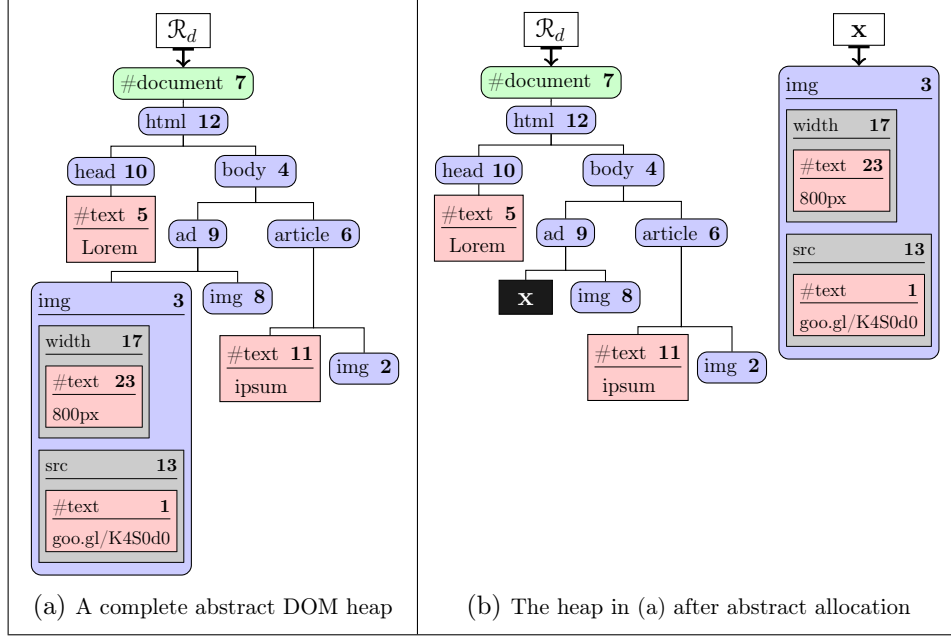 ℛd
#document 7
html 12
head 10
body 4
#text 5
Lorem
ad 9
article 6
img 3
img 8
width 17
#text 23
800px
src 13
#text 1
goo.gl/K4S0d0
#text 11
ipsum
img 2
(a) A complete abstract DOM heap
ℛd
#document 7
html 12
head 10
body 4
#text 5
Lorem
ad 9
article 6
x
img 8
#text 11
ipsum
img 2
x
img 3
width 17
#text 23
800px
src 13
#text 1
goo.gl/K4S0d0
(b) The heap in (a) after abstract allocation